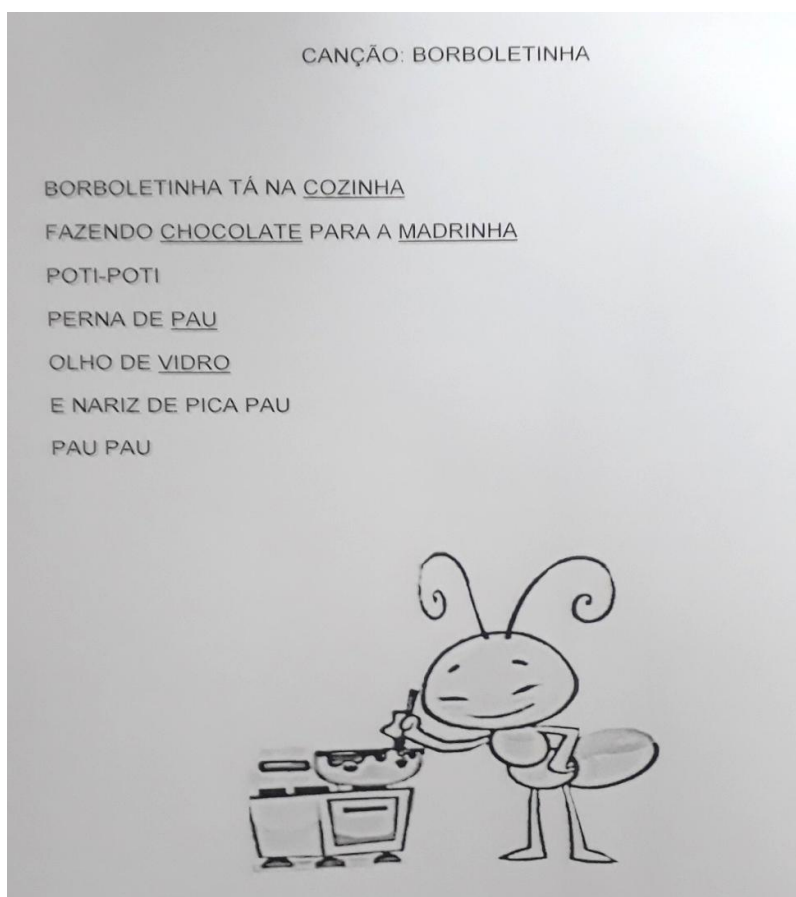 CANÇÃO: BORBOLETINHA
BORBOLETINHA TÁ NA COZINHA
FAZENDO CHOCOLATE PARA A MADRINHA
POTI-POTI
PERNA DE PAU
OLHO DE VIDRO
E NARIZ DE PICA PAU
PAU PAU